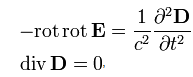 −rot rot E = 1/c² ∂²D/∂t²
div D = 0.